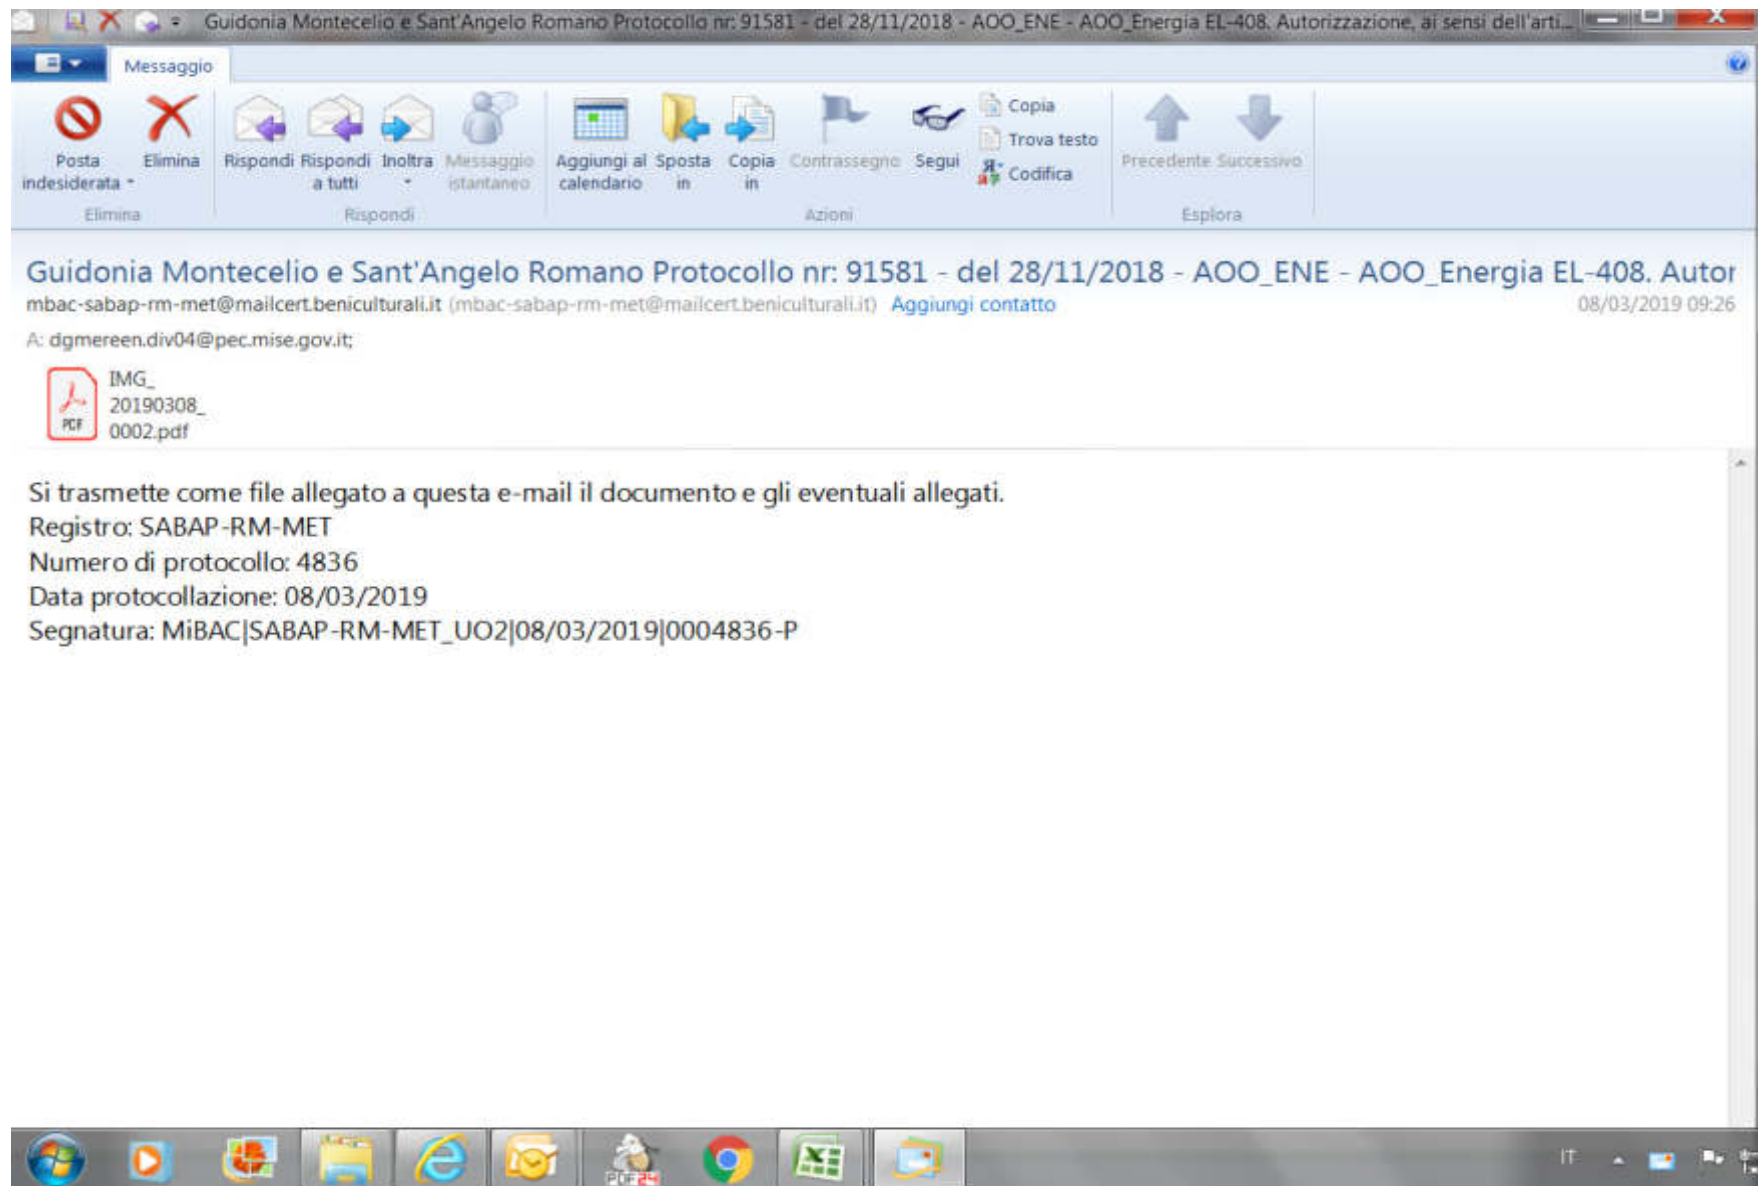 Guidonia Montecelio e Sant'Angelo Romano Protocollo nr: 91581 - del 28/11/2018 - AOO_ENE - AOO_Energia EL-408. Autorizzazione, ai sensi dell'arti...
Messaggio
Posta indesiderata
Elimina
Rispondi
Rispondi a tutti
Inoltra
Messaggio istantaneo
Aggiungi al calendario
Sposta in
Copia in
Contrassegno
Segui
Copia
Trova testo
Codifica
Precedente
Successivo
Elimina
Rispondi
Azioni
Esplora
Guidonia Montecelio e Sant'Angelo Romano Protocollo nr: 91581 - del 28/11/2018 - AOO_ENE - AOO_Energia EL-408. Autor
mbac-sabap-rm-met@mailcert.beniculturali.it (mbac-sabap-rm-met@mailcert.beniculturali.it) Aggiungi contatto
08/03/2019 09:26
A: dgmereen.div04@pec.mise.gov.it;
PDF
IMG_
20190308_
0002.pdf
Si trasmette come file allegato a questa e-mail il documento e gli eventuali allegati.
Registro: SABAP-RM-MET
Numero di protocollo: 4836
Data protocollazione: 08/03/2019
Segnatura: MiBAC|SABAP-RM-MET_UO2|08/03/2019|0004836-P
PDF24
IT